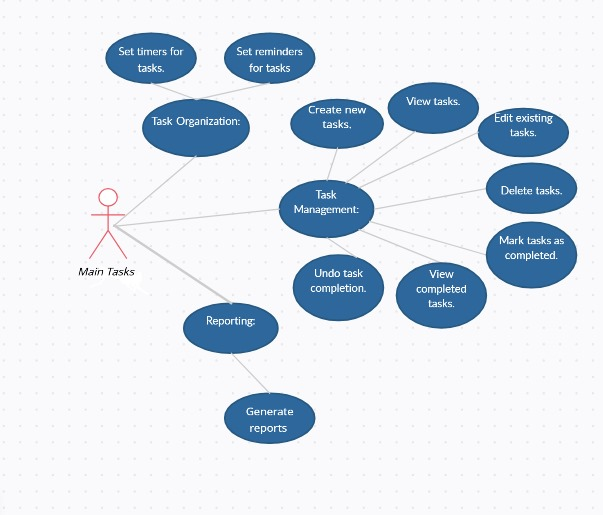 Set timers for
tasks.
Set reminders
for tasks
Task Organization:
Create new
tasks.
View tasks.
Edit existing
tasks.
Task
Management:
Delete tasks.
Mark tasks as
completed.
Undo task
completion.
View
completed
tasks.
Main Tasks
Reporting:
Generate
reports